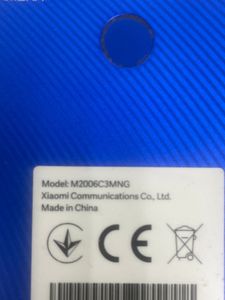 Model: M2006C3MNG
Xiaomi Communications Co., Ltd.
Made in China
CE